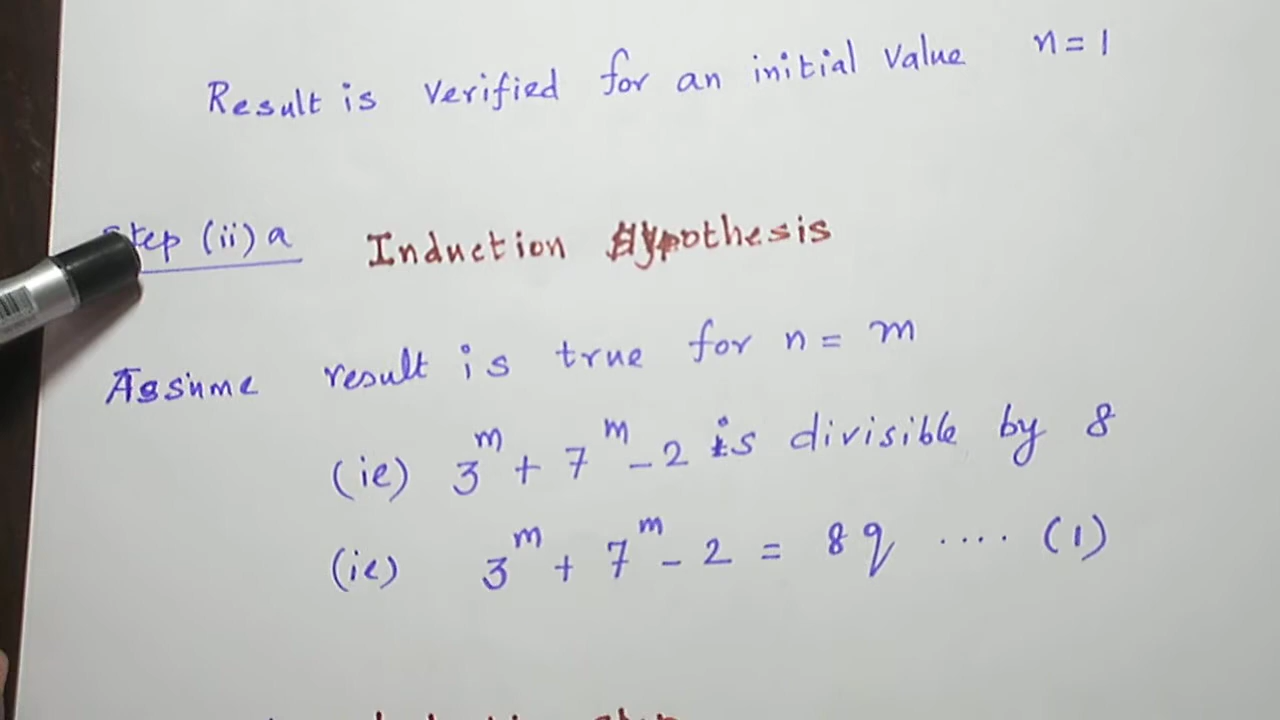 Result is verified for an initial value n = 1
Step (ii) a Induction Hypothesis
Assume result is true for n = m
(ie) 3^m + 7^m - 2 is divisible by 8
(ie) 3^m + 7^m - 2 = 8q .... (1)